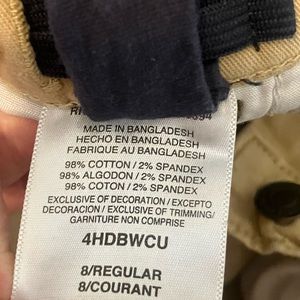 MADE IN BANGLADESH
HECHO EN BANGLADESH
FABRIQUE AU BANGLADESH
98% COTTON / 2% SPANDEX
98% ALGODON / 2% SPANDEX
98% COTON / 2% SPANDEX
EXCLUSIVE OF DECORATION / EXCEPTO
DECORACION / EXCLUSIVE OF TRIMMING/
GARNITURE NON COMPRISE
4HDBWCU
8/REGULAR
8/COURANT